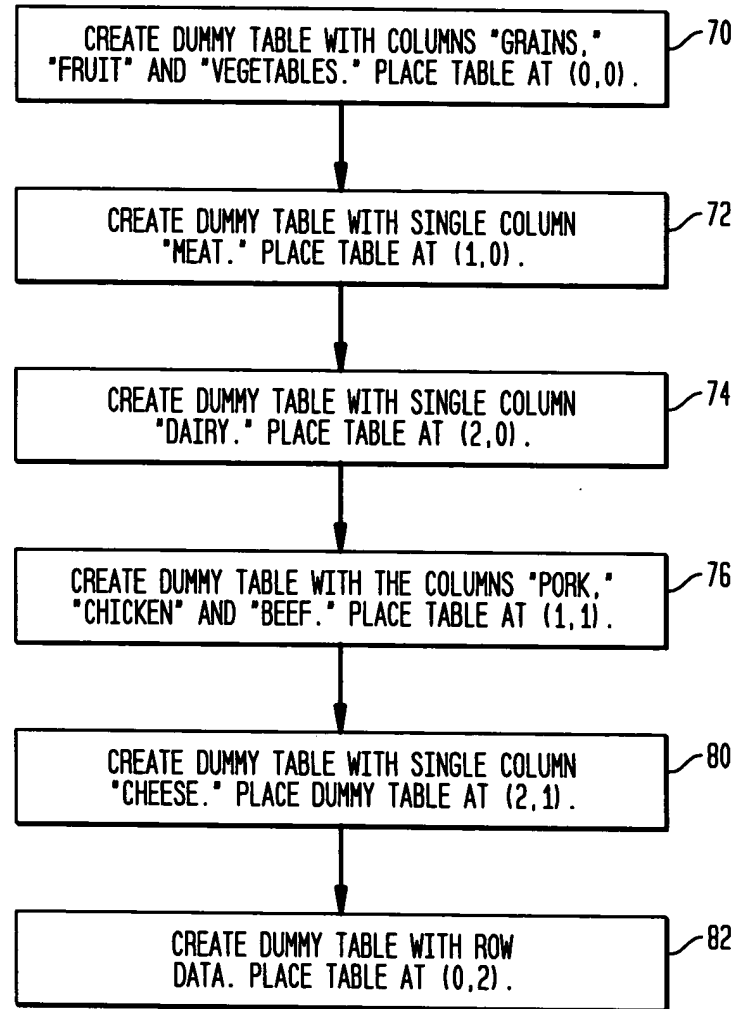 CREATE DUMMY TABLE WITH COLUMNS "GRAINS,"
"FRUIT" AND "VEGETABLES." PLACE TABLE AT (0,0).
70
CREATE DUMMY TABLE WITH SINGLE COLUMN
"MEAT." PLACE TABLE AT (1,0).
72
CREATE DUMMY TABLE WITH SINGLE COLUMN
"DAIRY." PLACE TABLE AT (2,0).
74
CREATE DUMMY TABLE WITH THE COLUMNS "PORK,"
"CHICKEN" AND "BEEF." PLACE TABLE AT (1,1).
76
CREATE DUMMY TABLE WITH SINGLE COLUMN
"CHEESE." PLACE DUMMY TABLE AT (2,1).
80
CREATE DUMMY TABLE WITH ROW
DATA. PLACE TABLE AT (0,2).
82